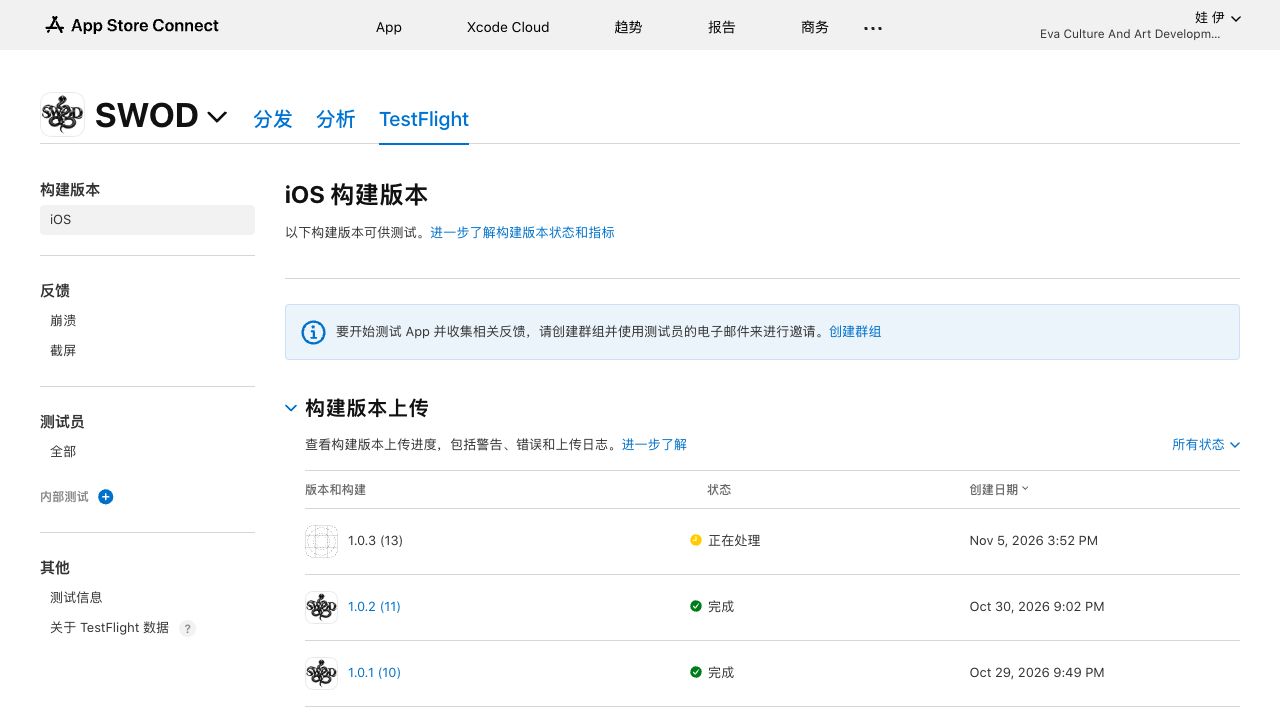 App Store Connect
App Xcode Cloud 趋势 报告 商务 ···
娃 伊
Eva Culture And Art Developm...
SWOD
分发 分析 TestFlight
构建版本
iOS
反馈
崩溃
截屏
测试员
全部
内部测试
其他
测试信息
关于 TestFlight 数据 ?
iOS 构建版本
以下构建版本可供测试。进一步了解构建版本状态和指标
要开始测试 App 并收集相关反馈，请创建群组并使用测试员的电子邮件来进行邀请。创建群组
构建版本上传
查看构建版本上传进度，包括警告、错误和上传日志。进一步了解
所有状态
版本和构建 状态 创建日期
1.0.3 (13) 正在处理 Nov 5, 2026 3:52 PM
SWOD 1.0.2 (11) 完成 Oct 30, 2026 9:02 PM
SWOD 1.0.1 (10) 完成 Oct 29, 2026 9:49 PM